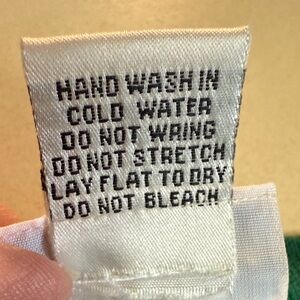 HAND WASH IN
COLD WATER
DO NOT WRING
DO NOT STRETCH
LAY FLAT TO DRY
DO NOT BLEACH